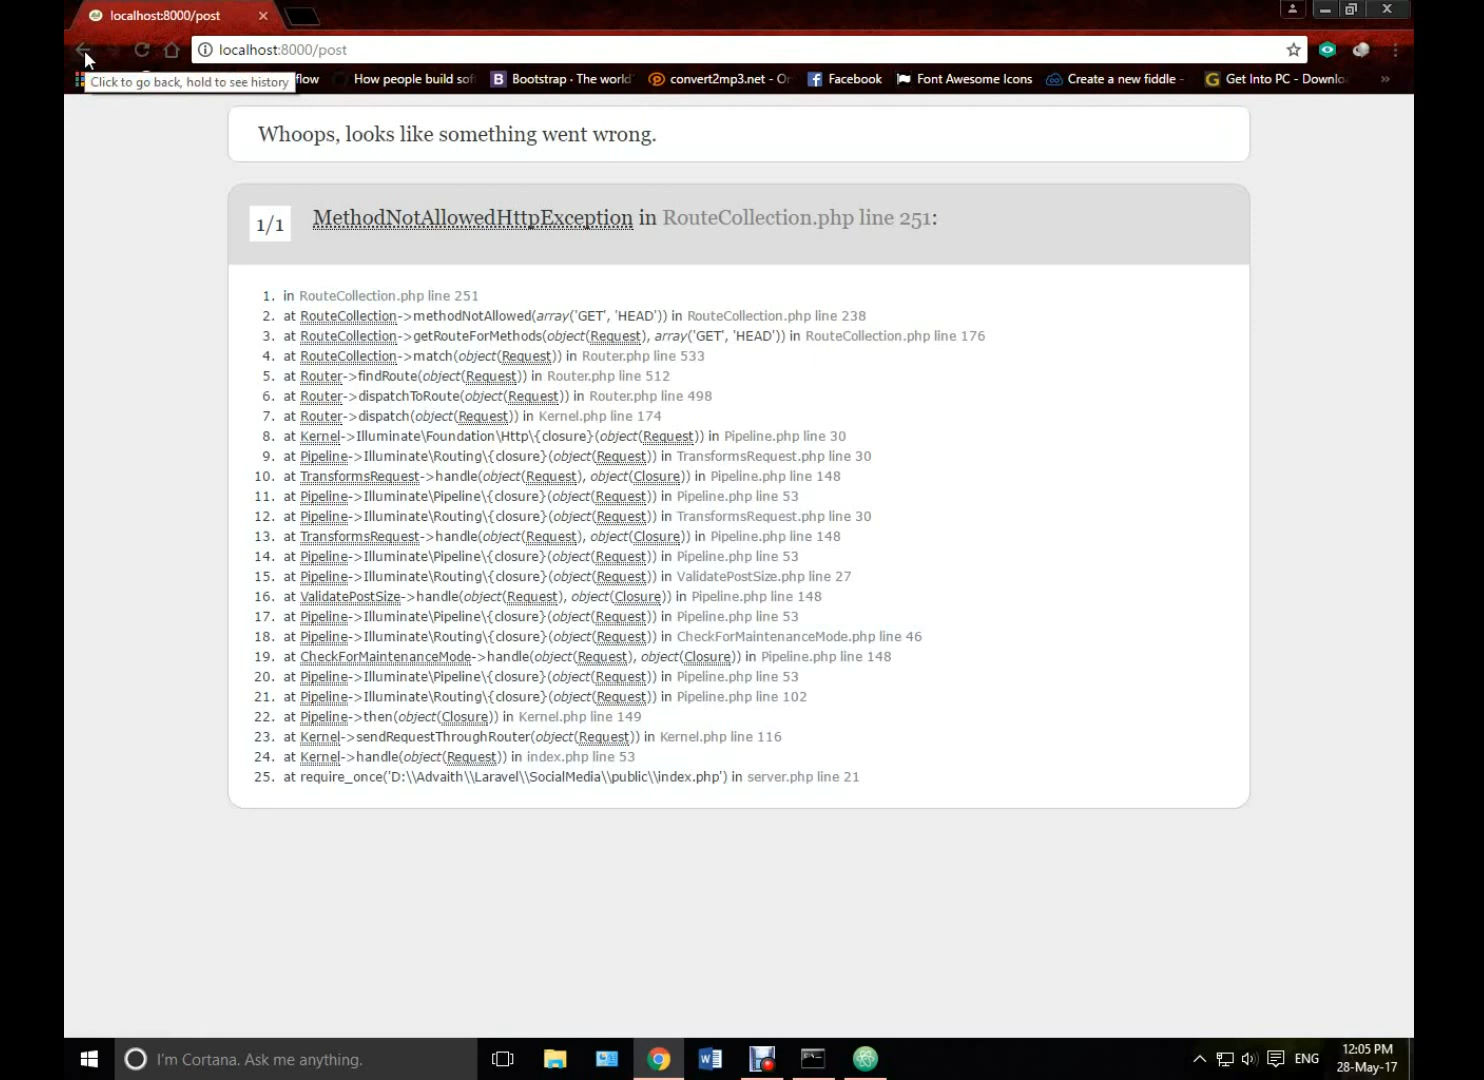 localhost:8000/post
localhost:8000/post
Click to go back, hold to see history
flow
How people build sof
Bootstrap · The world
convert2mp3.net - On
Facebook
Font Awesome Icons
Create a new fiddle -
Get Into PC - Downlo
»
Whoops, looks like something went wrong.
1/1
MethodNotAllowedHttpException in RouteCollection.php line 251:
1. in RouteCollection.php line 251
2. at RouteCollection->methodNotAllowed(array('GET', 'HEAD')) in RouteCollection.php line 238
3. at RouteCollection->getRouteForMethods(object(Request), array('GET', 'HEAD')) in RouteCollection.php line 176
4. at RouteCollection->match(object(Request)) in Router.php line 533
5. at Router->findRoute(object(Request)) in Router.php line 512
6. at Router->dispatchToRoute(object(Request)) in Router.php line 498
7. at Router->dispatch(object(Request)) in Kernel.php line 174
8. at Kernel->Illuminate\Foundation\Http\{closure}(object(Request)) in Pipeline.php line 30
9. at Pipeline->Illuminate\Routing\{closure}(object(Request)) in TransformsRequest.php line 30
10. at TransformsRequest->handle(object(Request), object(Closure)) in Pipeline.php line 148
11. at Pipeline->Illuminate\Pipeline\{closure}(object(Request)) in Pipeline.php line 53
12. at Pipeline->Illuminate\Routing\{closure}(object(Request)) in TransformsRequest.php line 30
13. at TransformsRequest->handle(object(Request), object(Closure)) in Pipeline.php line 148
14. at Pipeline->Illuminate\Pipeline\{closure}(object(Request)) in Pipeline.php line 53
15. at Pipeline->Illuminate\Routing\{closure}(object(Request)) in ValidatePostSize.php line 27
16. at ValidatePostSize->handle(object(Request), object(Closure)) in Pipeline.php line 148
17. at Pipeline->Illuminate\Pipeline\{closure}(object(Request)) in Pipeline.php line 53
18. at Pipeline->Illuminate\Routing\{closure}(object(Request)) in CheckForMaintenanceMode.php line 46
19. at CheckForMaintenanceMode->handle(object(Request), object(Closure)) in Pipeline.php line 148
20. at Pipeline->Illuminate\Pipeline\{closure}(object(Request)) in Pipeline.php line 53
21. at Pipeline->Illuminate\Routing\{closure}(object(Request)) in Pipeline.php line 102
22. at Pipeline->then(object(Closure)) in Kernel.php line 149
23. at Kernel->sendRequestThroughRouter(object(Request)) in Kernel.php line 116
24. at Kernel->handle(object(Request)) in index.php line 53
25. at require_once('D:\\Advaith\\Laravel\\SocialMedia\\public\\index.php') in server.php line 21
I'm Cortana. Ask me anything.
ENG
12:05 PM
28-May-17